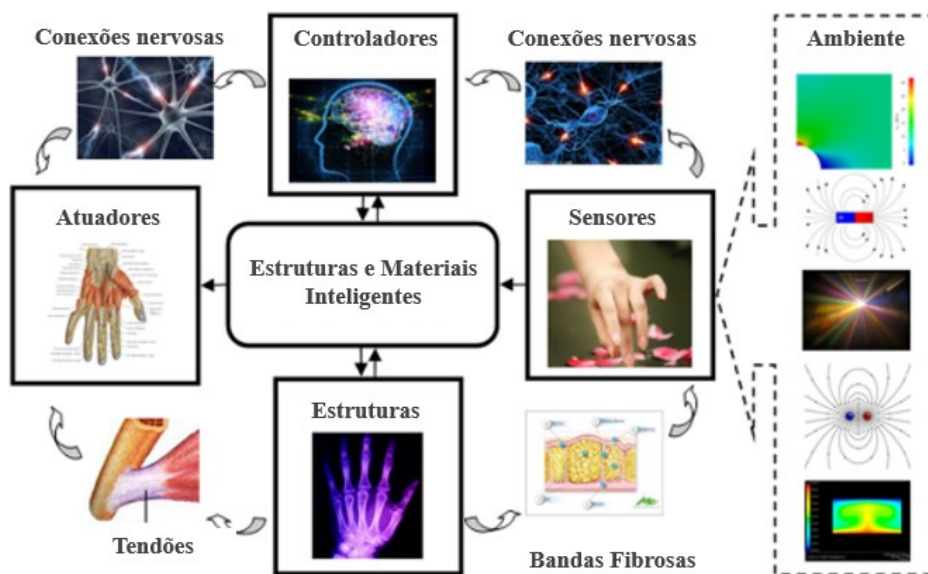 Conexões nervosas
Controladores
Conexões nervosas
Ambiente
Atuadores
Estruturas e Materiais
Inteligentes
Sensores
Estruturas
Tendões
Bandas Fibrosas